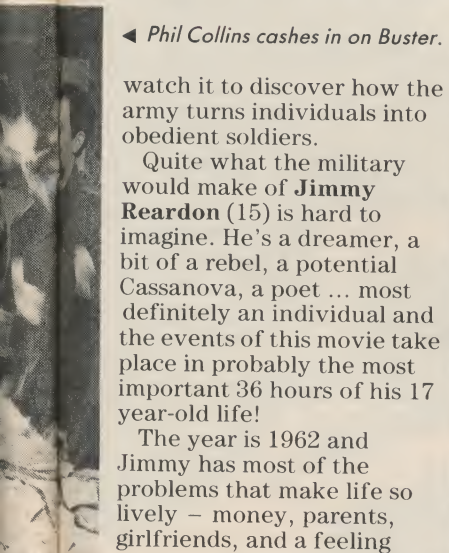 ◄ Phil Collins cashes in on Buster.
watch it to discover how the
army turns individuals into
obedient soldiers.
Quite what the military
would make of Jimmy
Reardon (15) is hard to
imagine. He's a dreamer, a
bit of a rebel, a potential
Cassanova, a poet ... most
definitely an individual and
the events of this movie take
place in probably the most
important 36 hours of his 17
year-old life!
The year is 1962 and
Jimmy has most of the
problems that make life so
lively – money, parents,
girlfriends, and a feeling